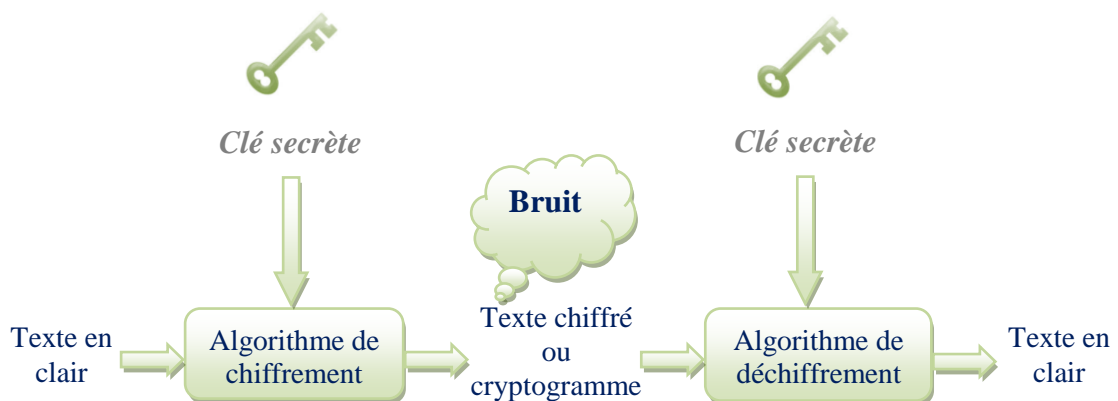 Clé secrète
Clé secrète
Bruit
Texte en
clair
Algorithme de
chiffrement
Texte chiffré
ou
cryptogramme
Algorithme de
déchiffrement
Texte en
clair